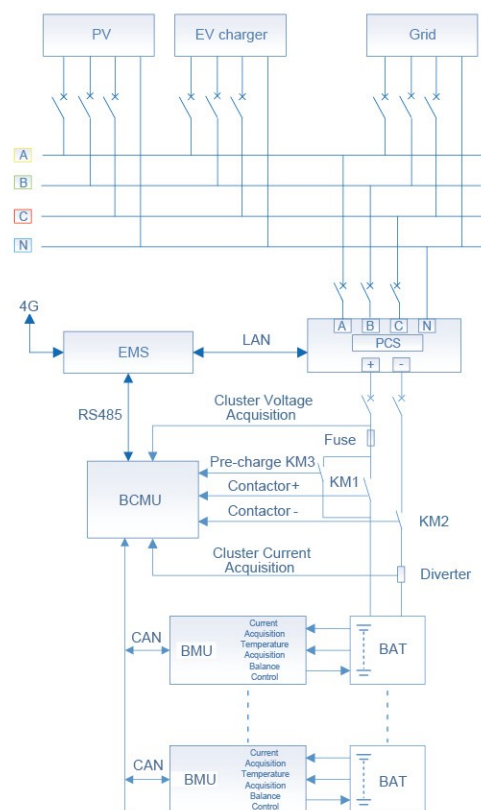 PV
EV charger
Grid
A
B
C
N
4G
EMS
LAN
A B C N
PCS
+ -
RS485
Cluster Voltage
Acquisition
Fuse
Pre-charge KM3
KM1
BCMU
Contactor+
Contactor-
KM2
Cluster Current
Acquisition
Diverter
CAN
BMU
Current
Acquisition
Temperature
Acquisition
Balance
Control
BAT
CAN
BMU
Current
Acquisition
Temperature
Acquisition
Balance
Control
BAT